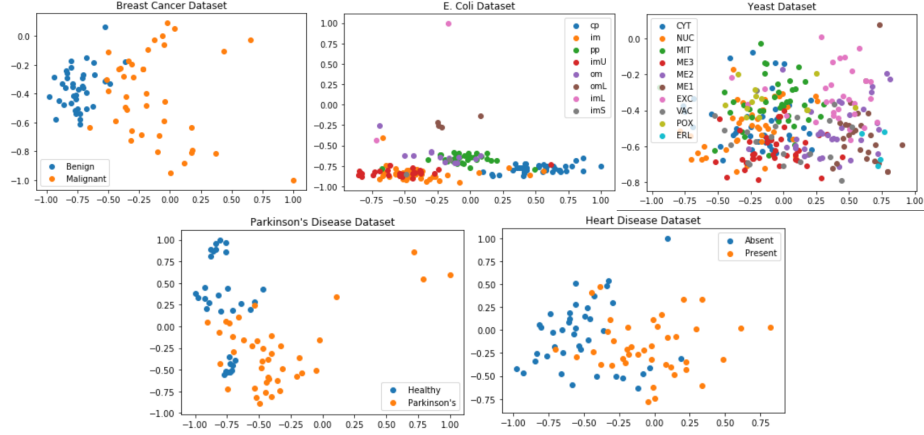 Breast Cancer Dataset
0.0
−0.2
−0.4
−0.6
−0.8
−1.0
Benign
Malignant
−1.00 −0.75 −0.50 −0.25 0.00 0.25 0.50 0.75 1.00
E. Coli Dataset
1.00
0.75
0.50
0.25
0.00
−0.25
−0.50
−0.75
−1.00
cp
im
pp
imU
om
omL
imL
imS
−0.75 −0.50 −0.25 0.00 0.25 0.50 0.75 1.00
Yeast Dataset
0.0
−0.2
−0.4
−0.6
−0.8
CYT
NUC
MIT
ME3
ME2
ME1
EXC
VAC
POX
ERL
−1.00 −0.75 −0.50 −0.25 0.00 0.25 0.50 0.75 1.00
Parkinson's Disease Dataset
1.00
0.75
0.50
0.25
0.00
−0.25
−0.50
−0.75
−1.00
Healthy
Parkinson's
−1.00 −0.75 −0.50 −0.25 0.00 0.25 0.50 0.75 1.00
Heart Disease Dataset
1.00
0.75
0.50
0.25
0.00
−0.25
−0.50
−0.75
Absent
Present
−1.00 −0.75 −0.50 −0.25 0.00 0.25 0.50 0.75